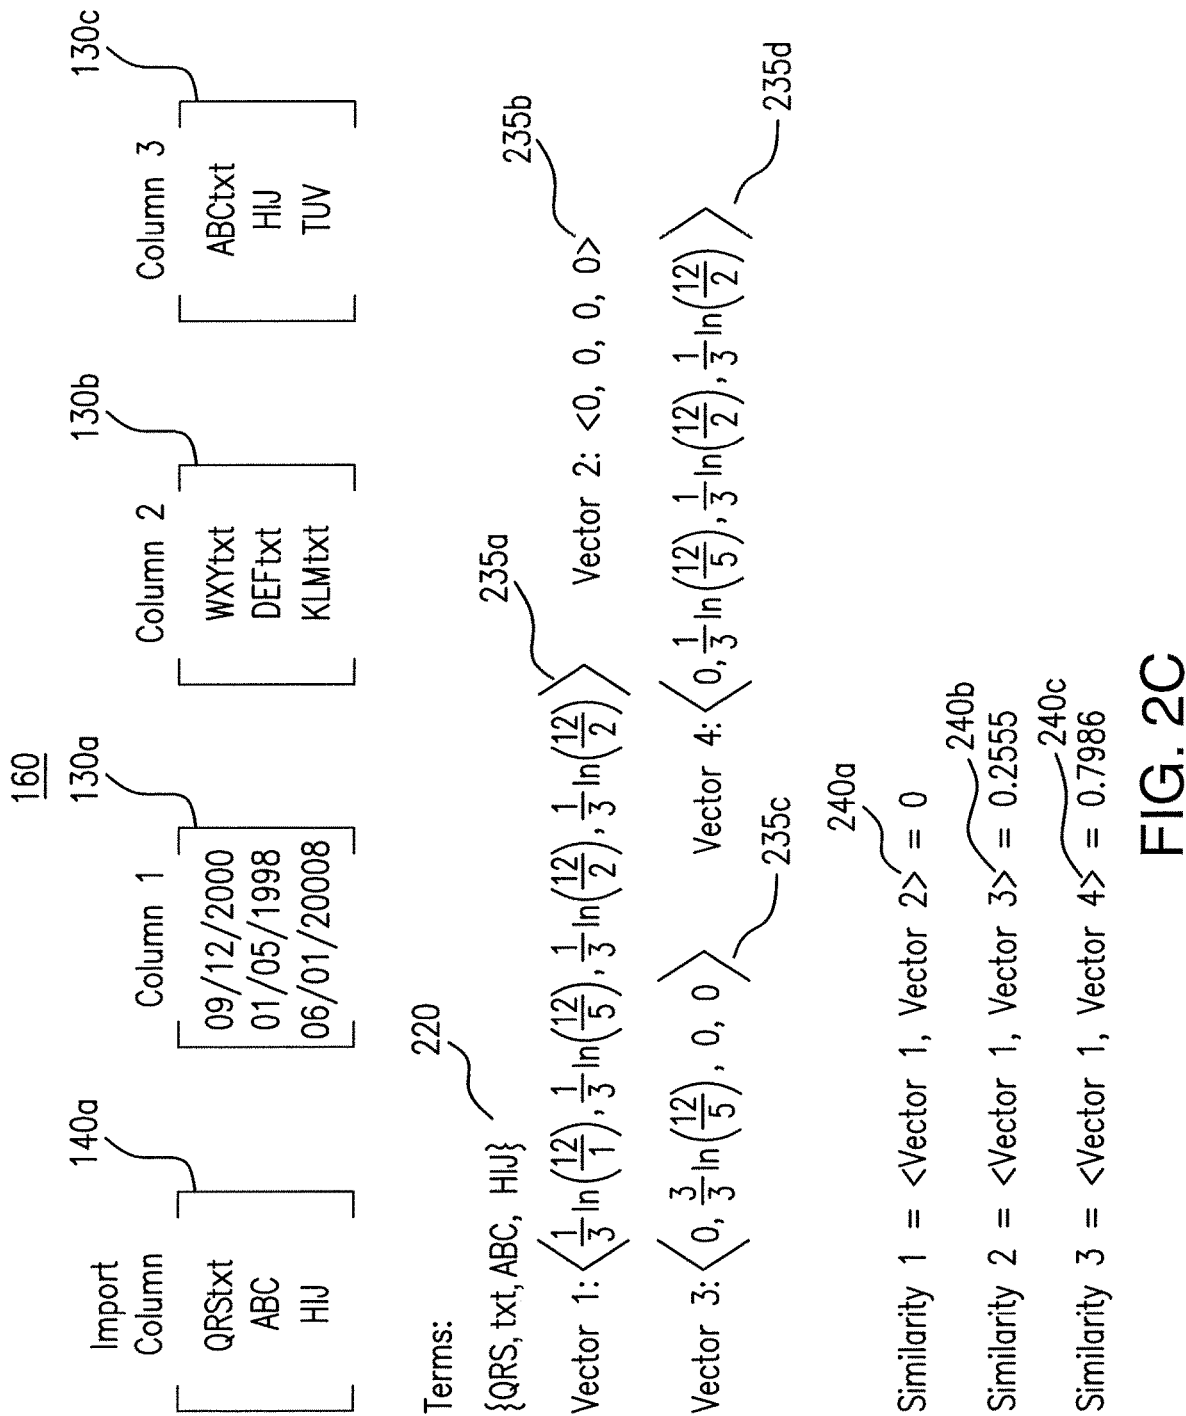 160
140a
130a
130b
130c
Import
Column
QRStxt
ABC
HIJ
Column 1
09/12/2000
01/05/1998
06/01/20008
Column 2
WXYtxt
DEFtxt
KLMtxt
Column 3
ABCtxt
HIJ
TUV
Terms:
220
{QRS, txt, ABC, HIJ}
235a
235b
Vector 1: ⟨1/3 ln(12/1), 1/3 ln(12/5), 1/3 ln(12/2), 1/3 ln(12/2)⟩
Vector 2: <0, 0, 0, 0>
Vector 3: ⟨0, 3/3 ln(12/5), 0, 0⟩
235c
Vector 4: ⟨0, 1/3 ln(12/5), 1/3 ln(12/2), 1/3 ln(12/2)⟩
235d
240a
Similarity 1 = <Vector 1, Vector 2> = 0
240b
Similarity 2 = <Vector 1, Vector 3> = 0.2555
240c
Similarity 3 = <Vector 1, Vector 4> = 0.7986
FIG. 2C